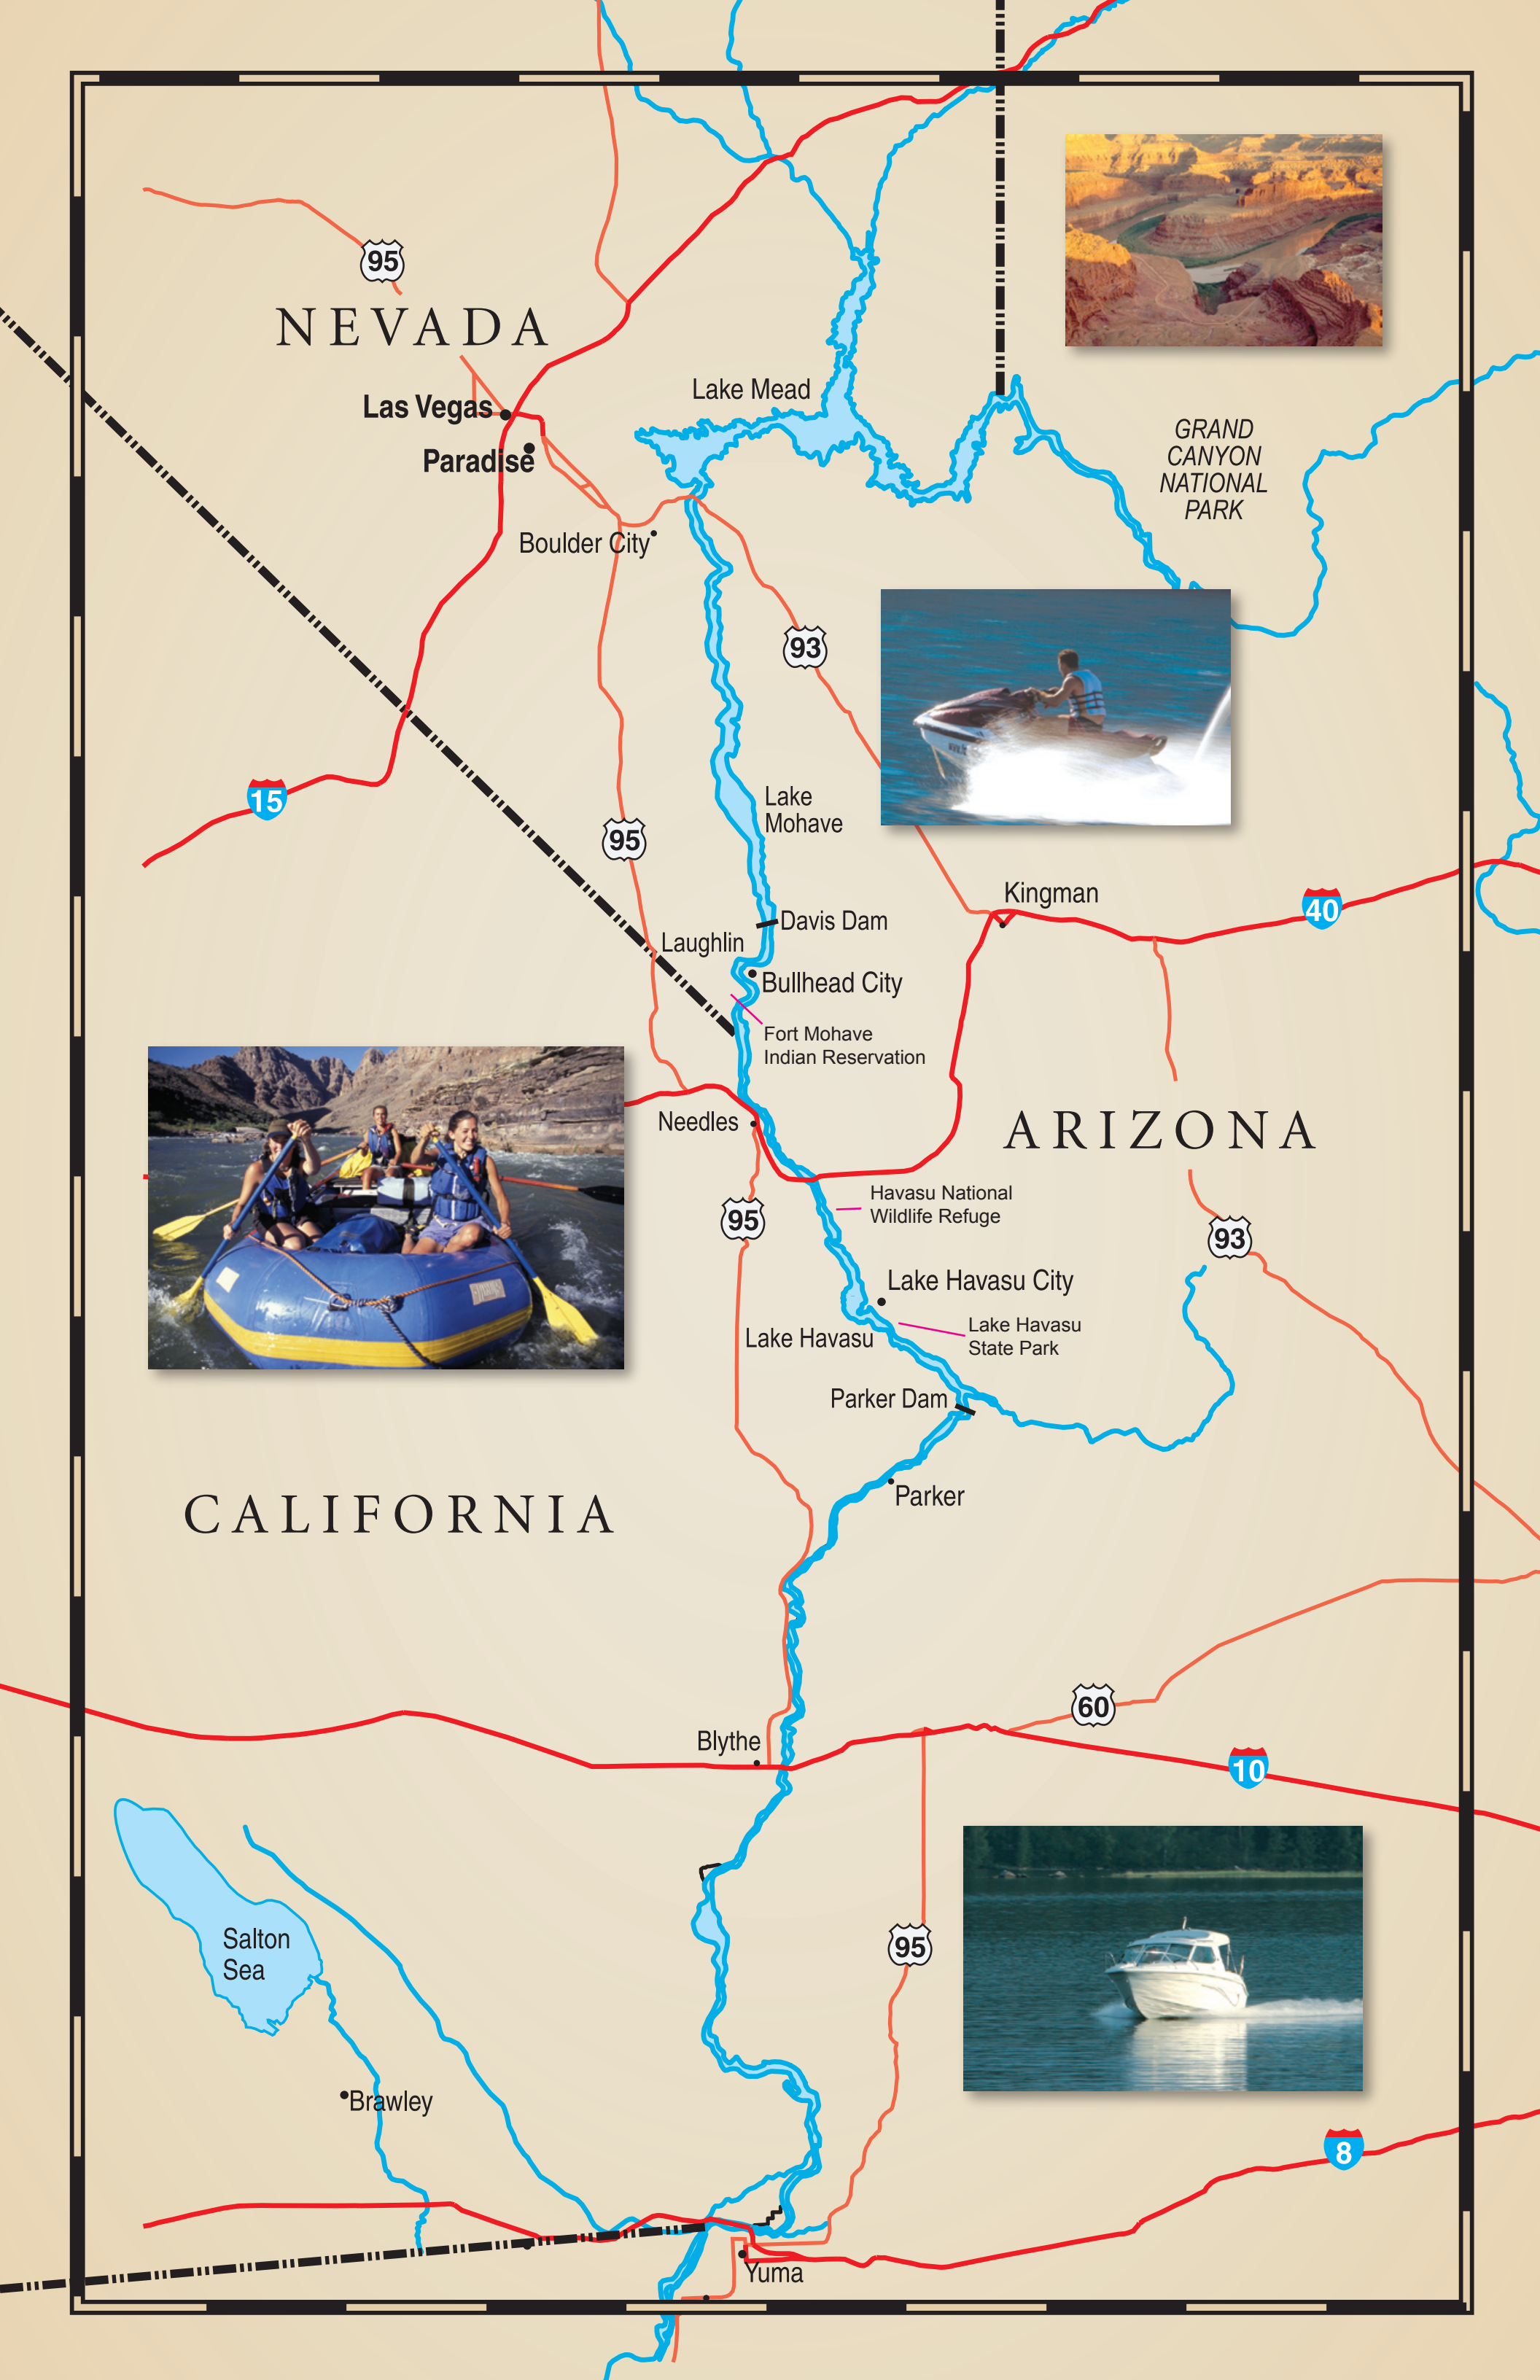 95
NEVADA
Lake Mead
Las Vegas
Paradise
GRAND
CANYON
NATIONAL
PARK
Boulder City
93
15
95
Lake
Mohave
Kingman
40
Davis Dam
Laughlin
Bullhead City
Fort Mohave
Indian Reservation
Needles
ARIZONA
95
Havasu National
Wildlife Refuge
93
Lake Havasu City
Lake Havasu
State Park
Lake Havasu
Parker Dam
Parker
CALIFORNIA
60
Blythe
10
Salton
Sea
95
Brawley
8
Yuma